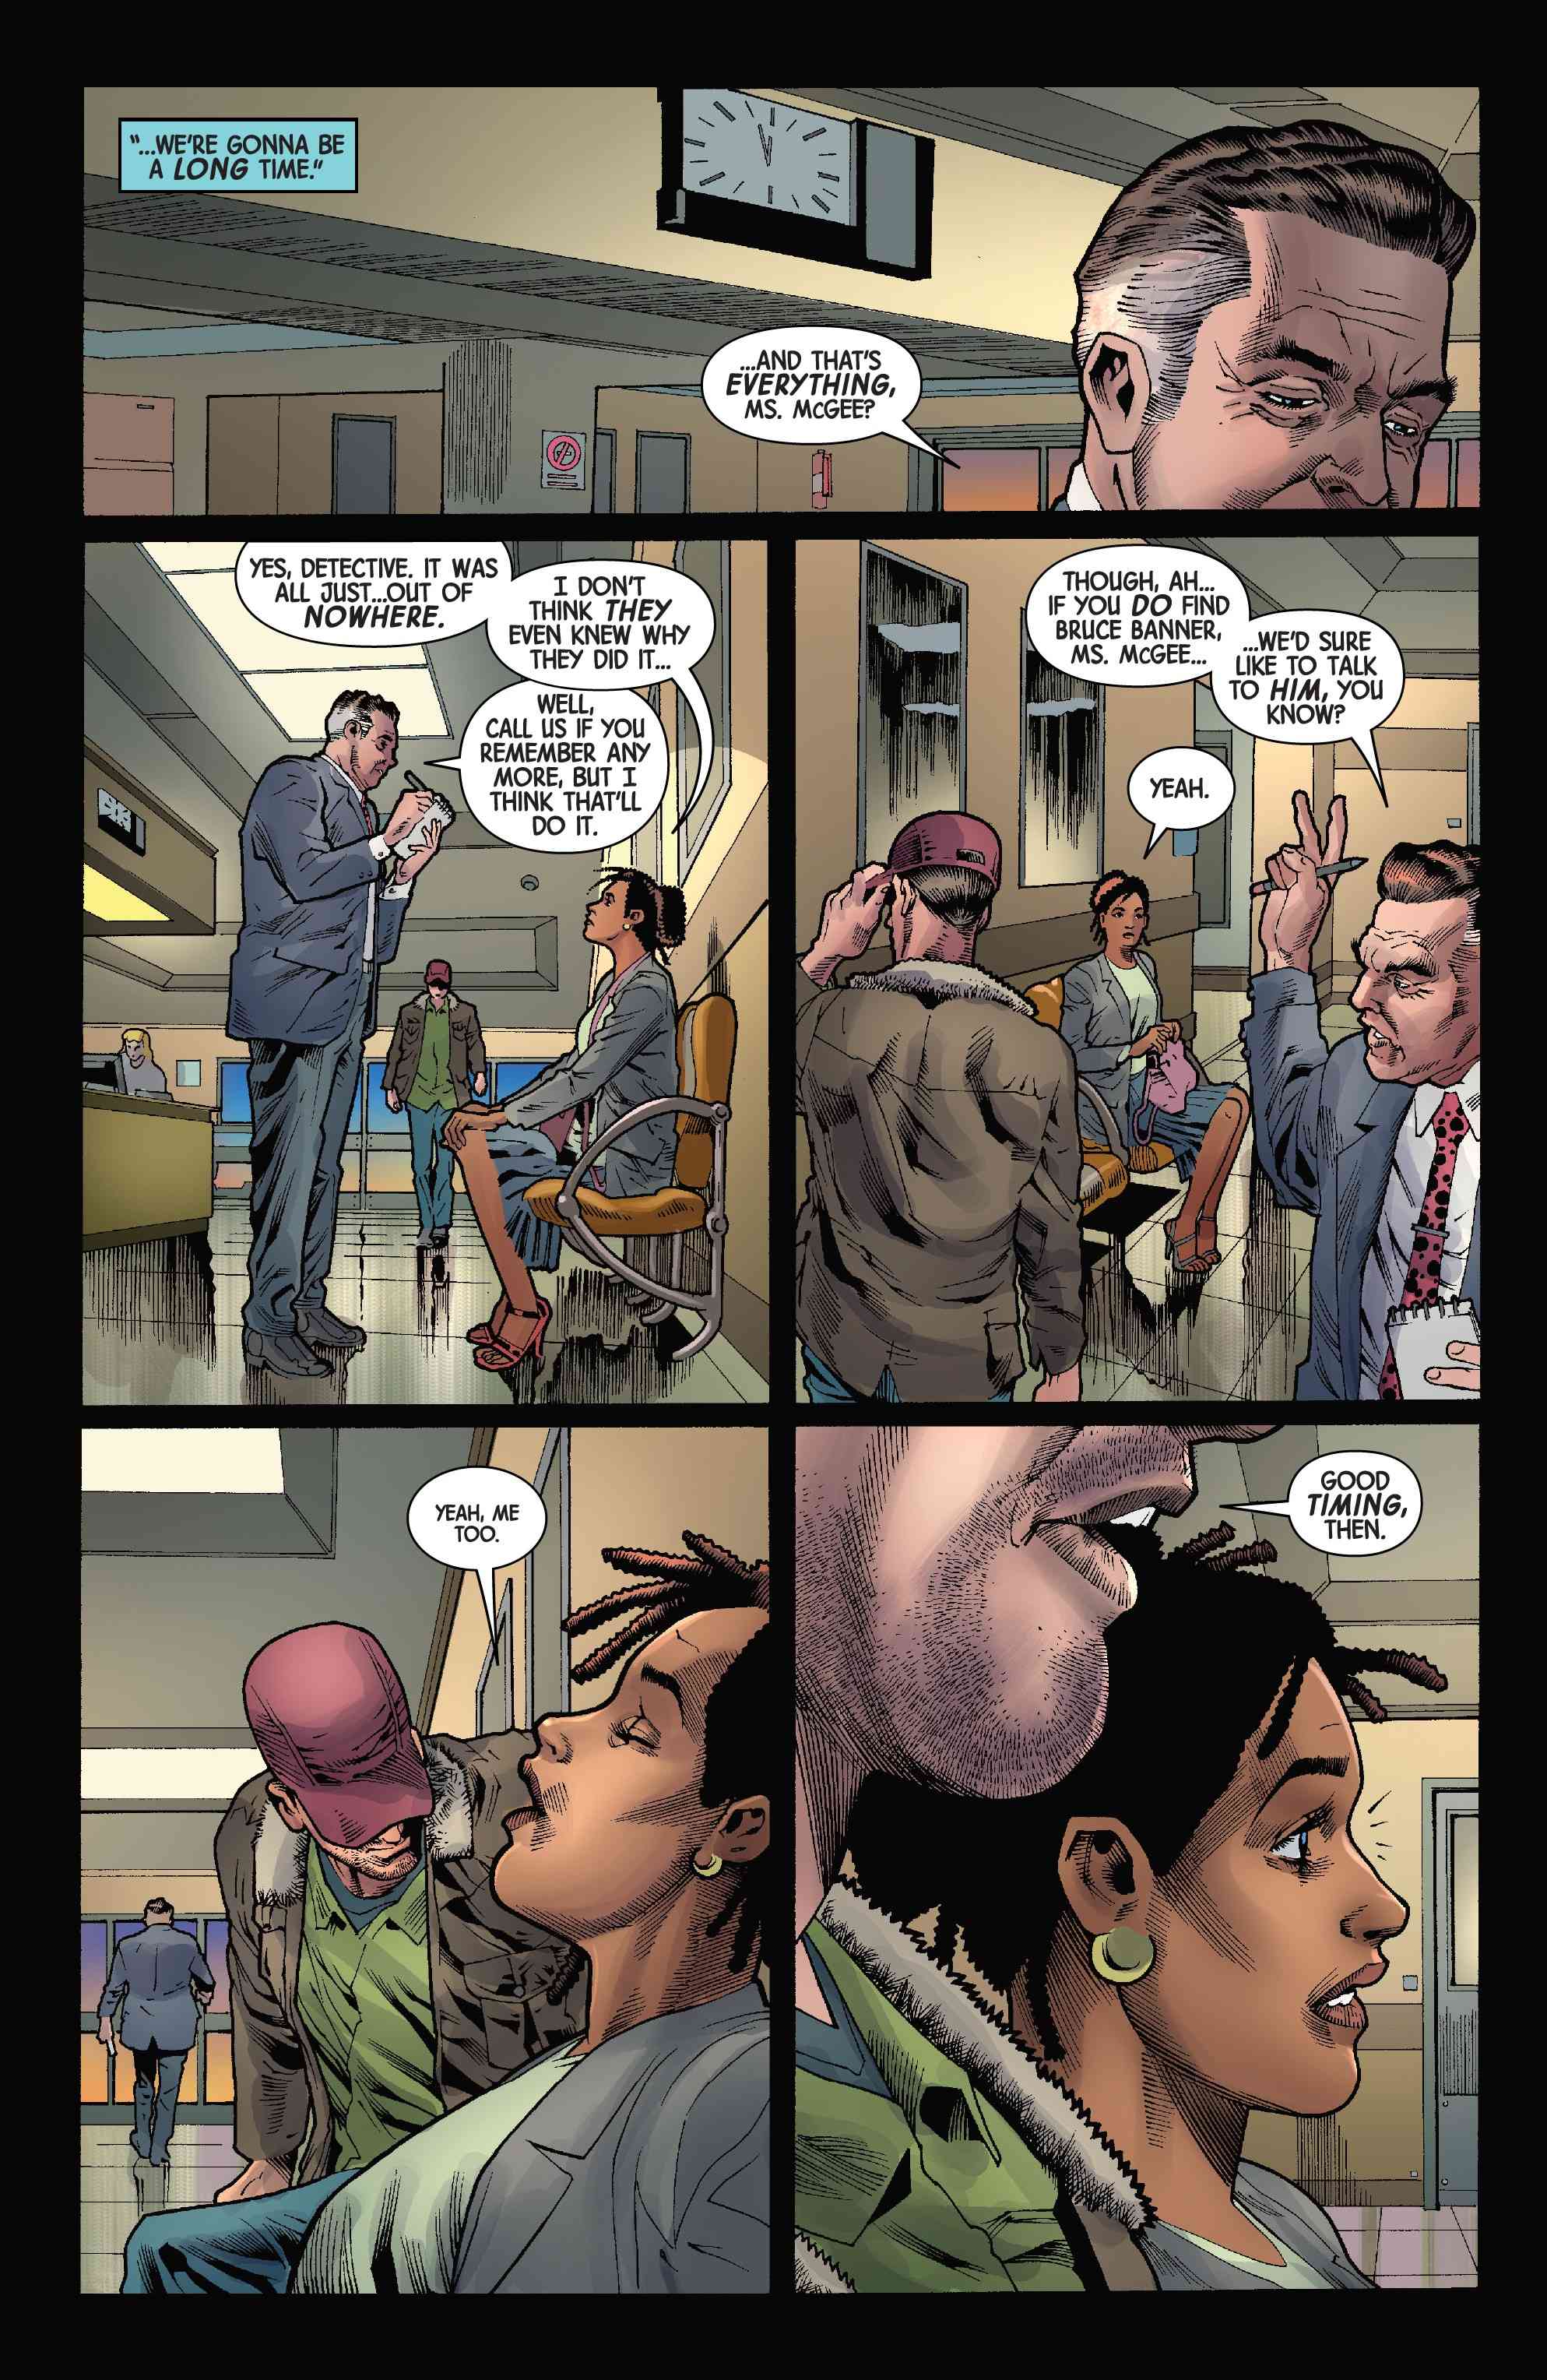 “...WE'RE GONNA BE
A LONG TIME.”
...AND THAT'S
EVERYTHING,
MS. McGEE?
YES, DETECTIVE. IT WAS
ALL JUST...OUT OF
NOWHERE.
I DON'T
THINK THEY
EVEN KNEW WHY
THEY DID IT...
WELL,
CALL US IF YOU
REMEMBER ANY
MORE, BUT I
THINK THAT'LL
DO IT.
THOUGH, AH...
IF YOU DO FIND
BRUCE BANNER,
MS. McGEE...
...WE'D SURE
LIKE TO TALK
TO HIM, YOU
KNOW?
YEAH.
YEAH, ME
TOO.
GOOD
TIMING,
THEN.